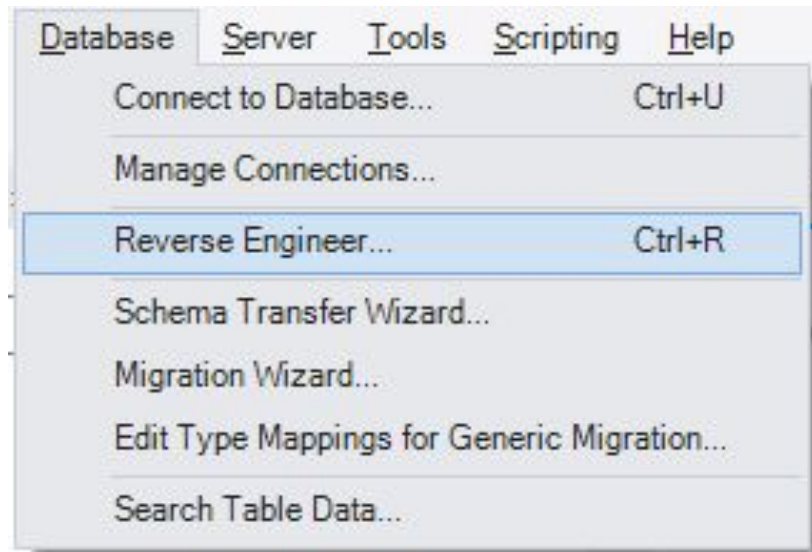 Database Server Tools Scripting Help
Connect to Database... Ctrl+U
Manage Connections...
Reverse Engineer... Ctrl+R
Schema Transfer Wizard...
Migration Wizard...
Edit Type Mappings for Generic Migration...
Search Table Data...